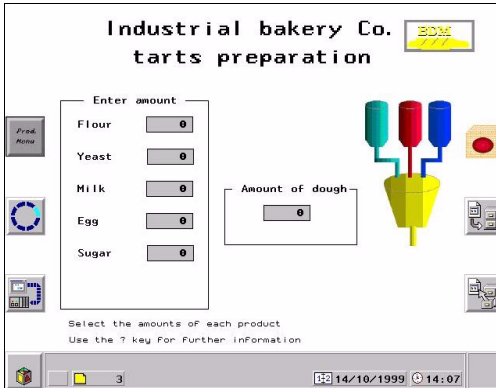 Industrial bakery Co.
tarts preparation
EDM
Prod.
Menu
Enter amount
Flour 0
Yeast 0
Milk 0
Egg 0
Sugar 0
Amount of dough
0
Select the amounts of each product
Use the ? key for further information
3
14/10/1999 14:07